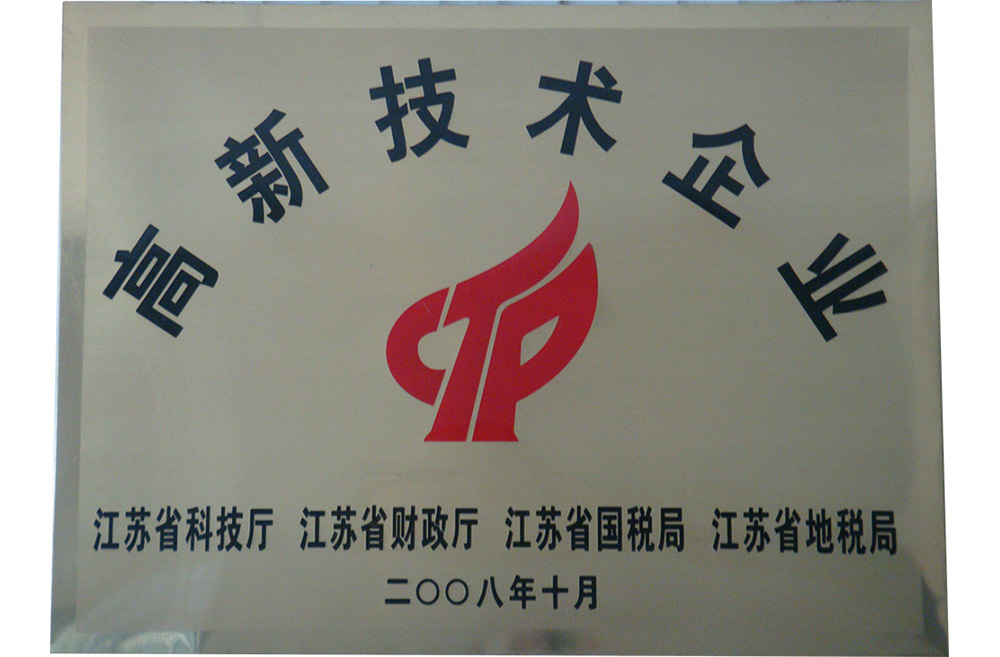 高新技术企业
江苏省科技厅 江苏省财政厅 江苏省国税局 江苏省地税局
二〇〇八年十月